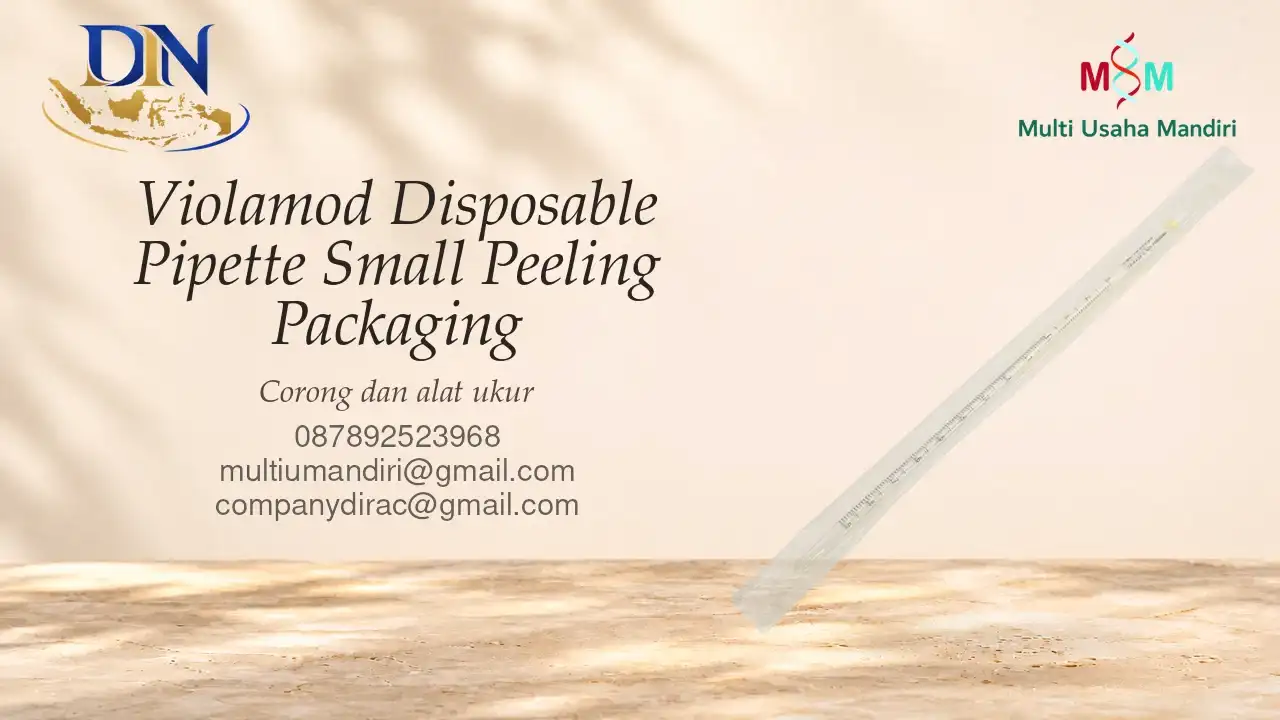 DIN
MSM
Multi Usaha Mandiri
Violamod Disposable
Pipette Small Peeling
Packaging
Corong dan alat ukur
087892523968
multiumandiri@gmail.com
companydirac@gmail.com